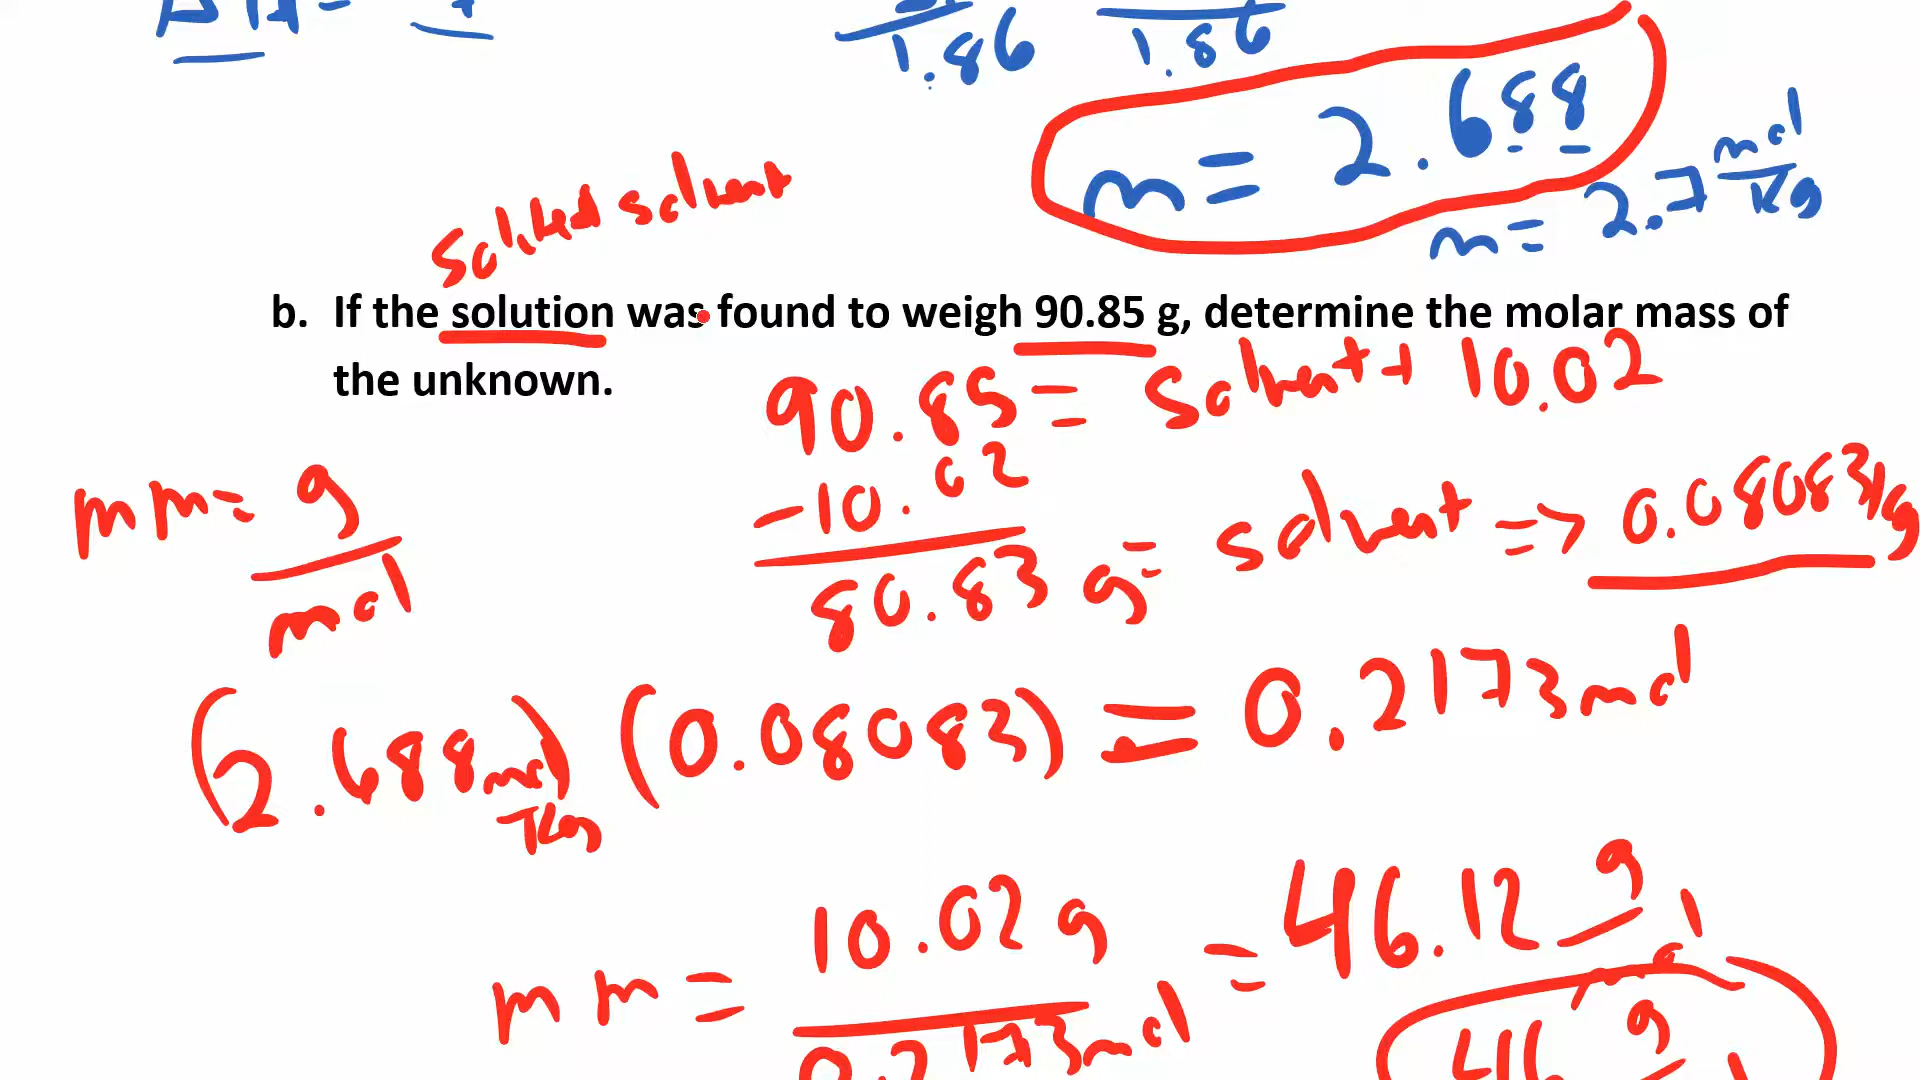 1.86 1.86
m = 2.688
m = 2.7 mol/Kg
solvent
b. If the solution was found to weigh 90.85 g, determine the molar mass of
the unknown.
90.85 = Solvent + 10.02
-10.02
80.83 g = solvent => 0.08083 kg
mm = g/mol
(2.688 mol/Kg) (0.08083) = 0.2173 mol
mm = 10.02 g / 0.2173 mol = 46.12 g/mol
46 g